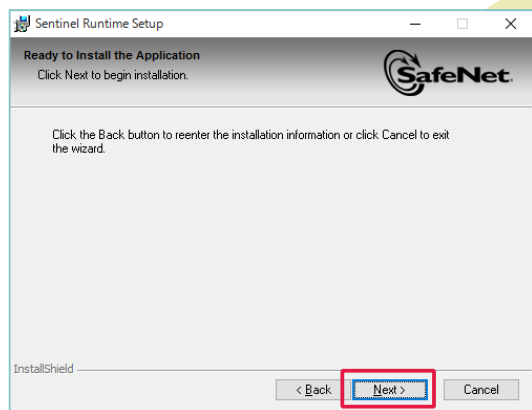 Sentinel Runtime Setup
Ready to Install the Application
Click Next to begin installation.
SafeNet.
Click the Back button to reenter the installation information or click Cancel to exit
the wizard.
InstallShield
< Back
Next >
Cancel